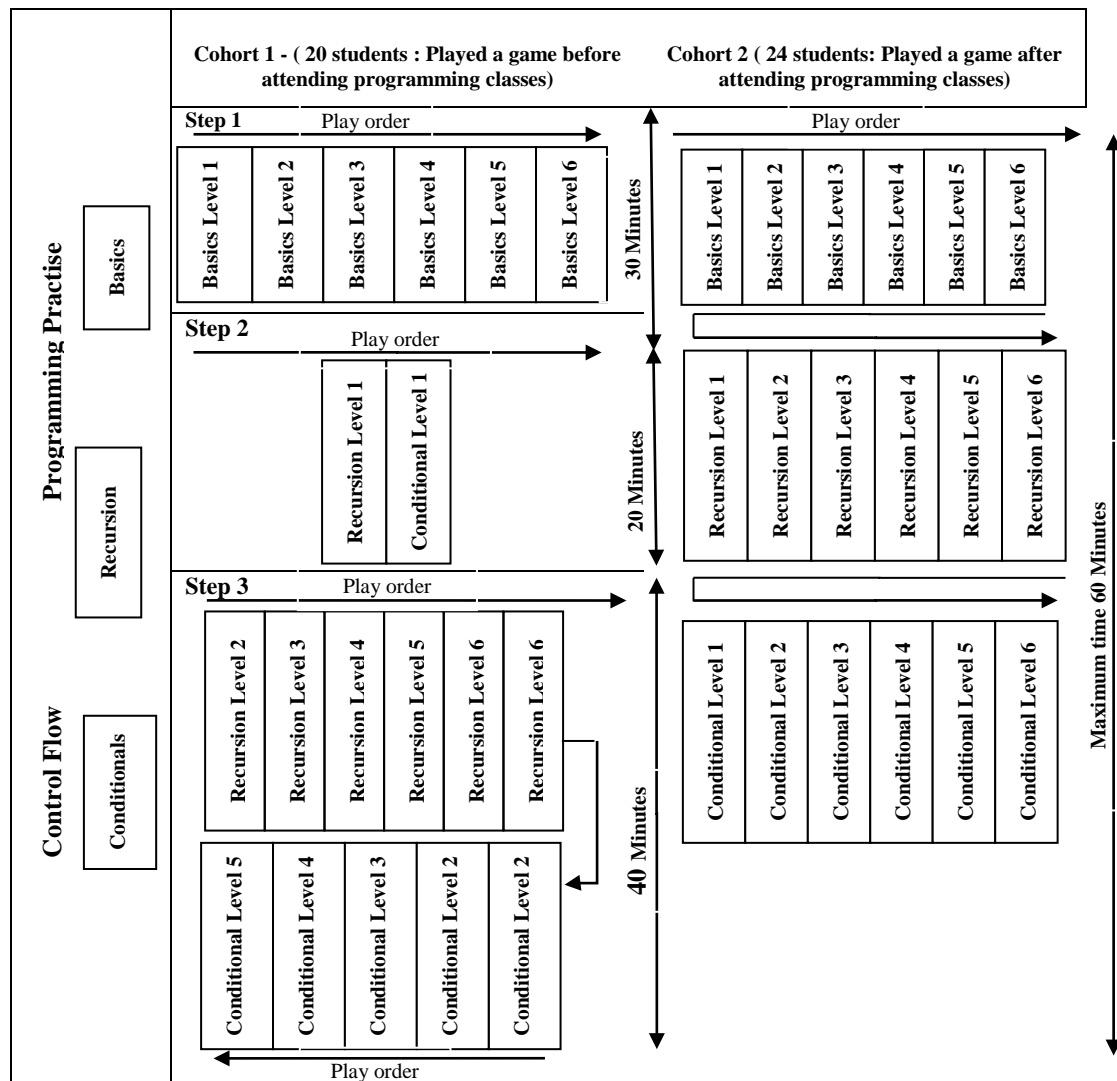 Cohort 1 - ( 20 students : Played a game before
attending programming classes)
Cohort 2 ( 24 students: Played a game after
attending programming classes)
Programming Practise
Control Flow
Basics
Recursion
Conditionals
Step 1
Play order
Basics Level 1
Basics Level 2
Basics Level 3
Basics Level 4
Basics Level 5
Basics Level 6
30 Minutes
Step 2
Play order
Recursion Level 1
Conditional Level 1
20 Minutes
Step 3
Play order
Recursion Level 2
Recursion Level 3
Recursion Level 4
Recursion Level 5
Recursion Level 6
Recursion Level 6
Conditional Level 5
Conditional Level 4
Conditional Level 3
Conditional Level 2
Conditional Level 2
Play order
40 Minutes
Play order
Basics Level 1
Basics Level 2
Basics Level 3
Basics Level 4
Basics Level 5
Basics Level 6
Recursion Level 1
Recursion Level 2
Recursion Level 3
Recursion Level 4
Recursion Level 5
Recursion Level 6
Conditional Level 1
Conditional Level 2
Conditional Level 3
Conditional Level 4
Conditional Level 5
Conditional Level 6
Maximum time 60 Minutes